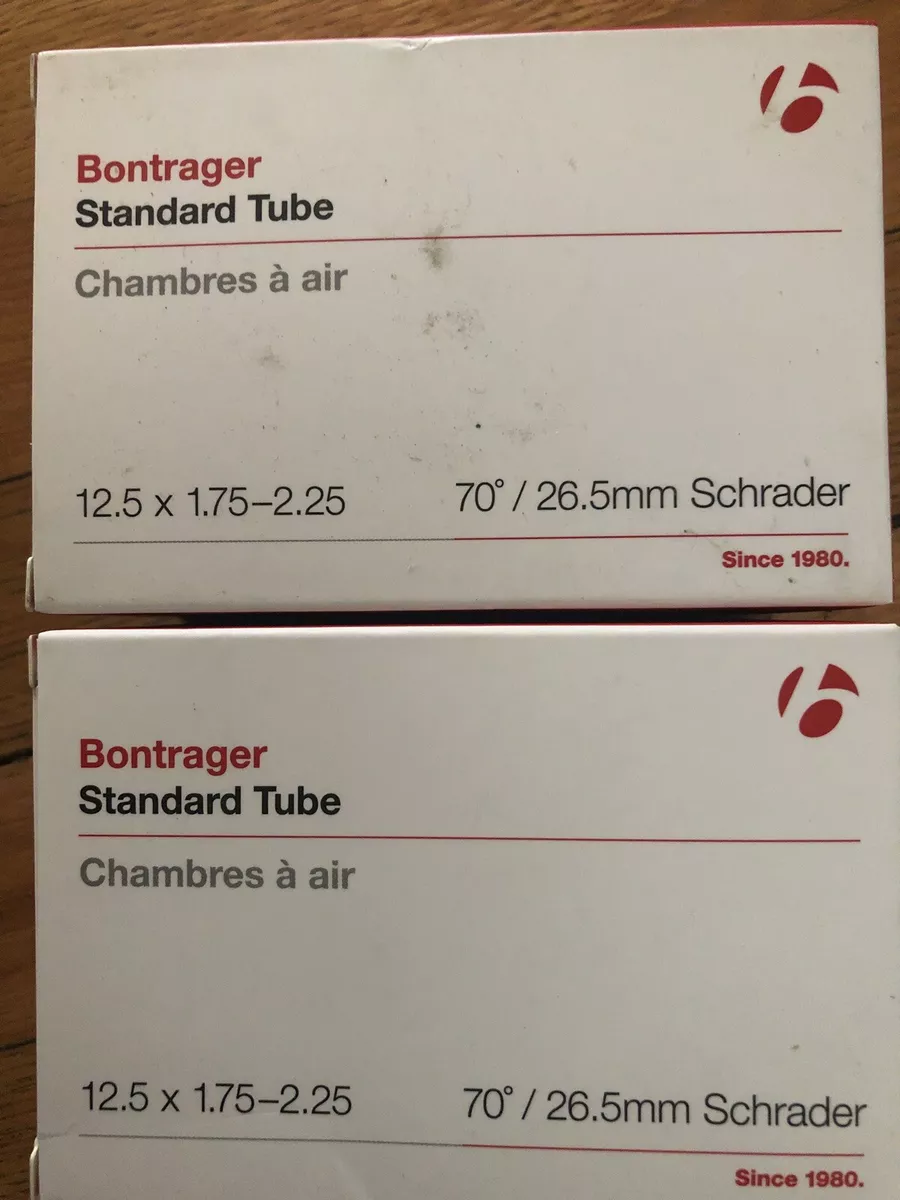 Bontrager
Standard Tube
Chambres à air
12.5 x 1.75–2.25 70° / 26.5mm Schrader
Since 1980.
Bontrager
Standard Tube
Chambres à air
12.5 x 1.75–2.25 70° / 26.5mm Schrader
Since 1980.